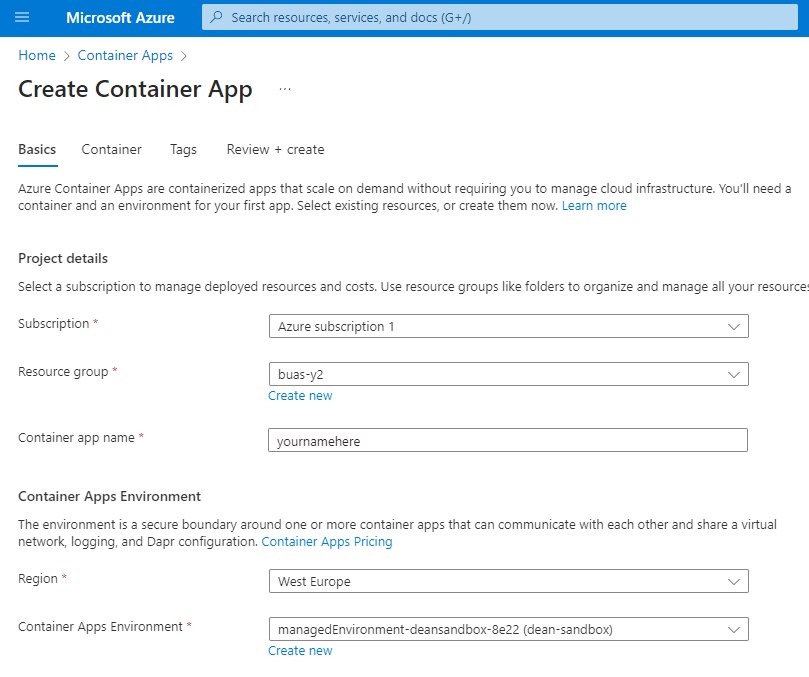 Microsoft Azure
Search resources, services, and docs (G+/)
Home > Container Apps >
Create Container App ...
Basics Container Tags Review + create
Azure Container Apps are containerized apps that scale on demand without requiring you to manage cloud infrastructure. You'll need a
container and an environment for your first app. Select existing resources, or create them now. Learn more
Project details
Select a subscription to manage deployed resources and costs. Use resource groups like folders to organize and manage all your resources
Subscription *
Azure subscription 1
Resource group *
buas-y2
Create new
Container app name *
yournamehere
Container Apps Environment
The environment is a secure boundary around one or more container apps that can communicate with each other and share a virtual
network, logging, and Dapr configuration. Container Apps Pricing
Region *
West Europe
Container Apps Environment *
managedEnvironment-deansandbox-8e22 (dean-sandbox)
Create new